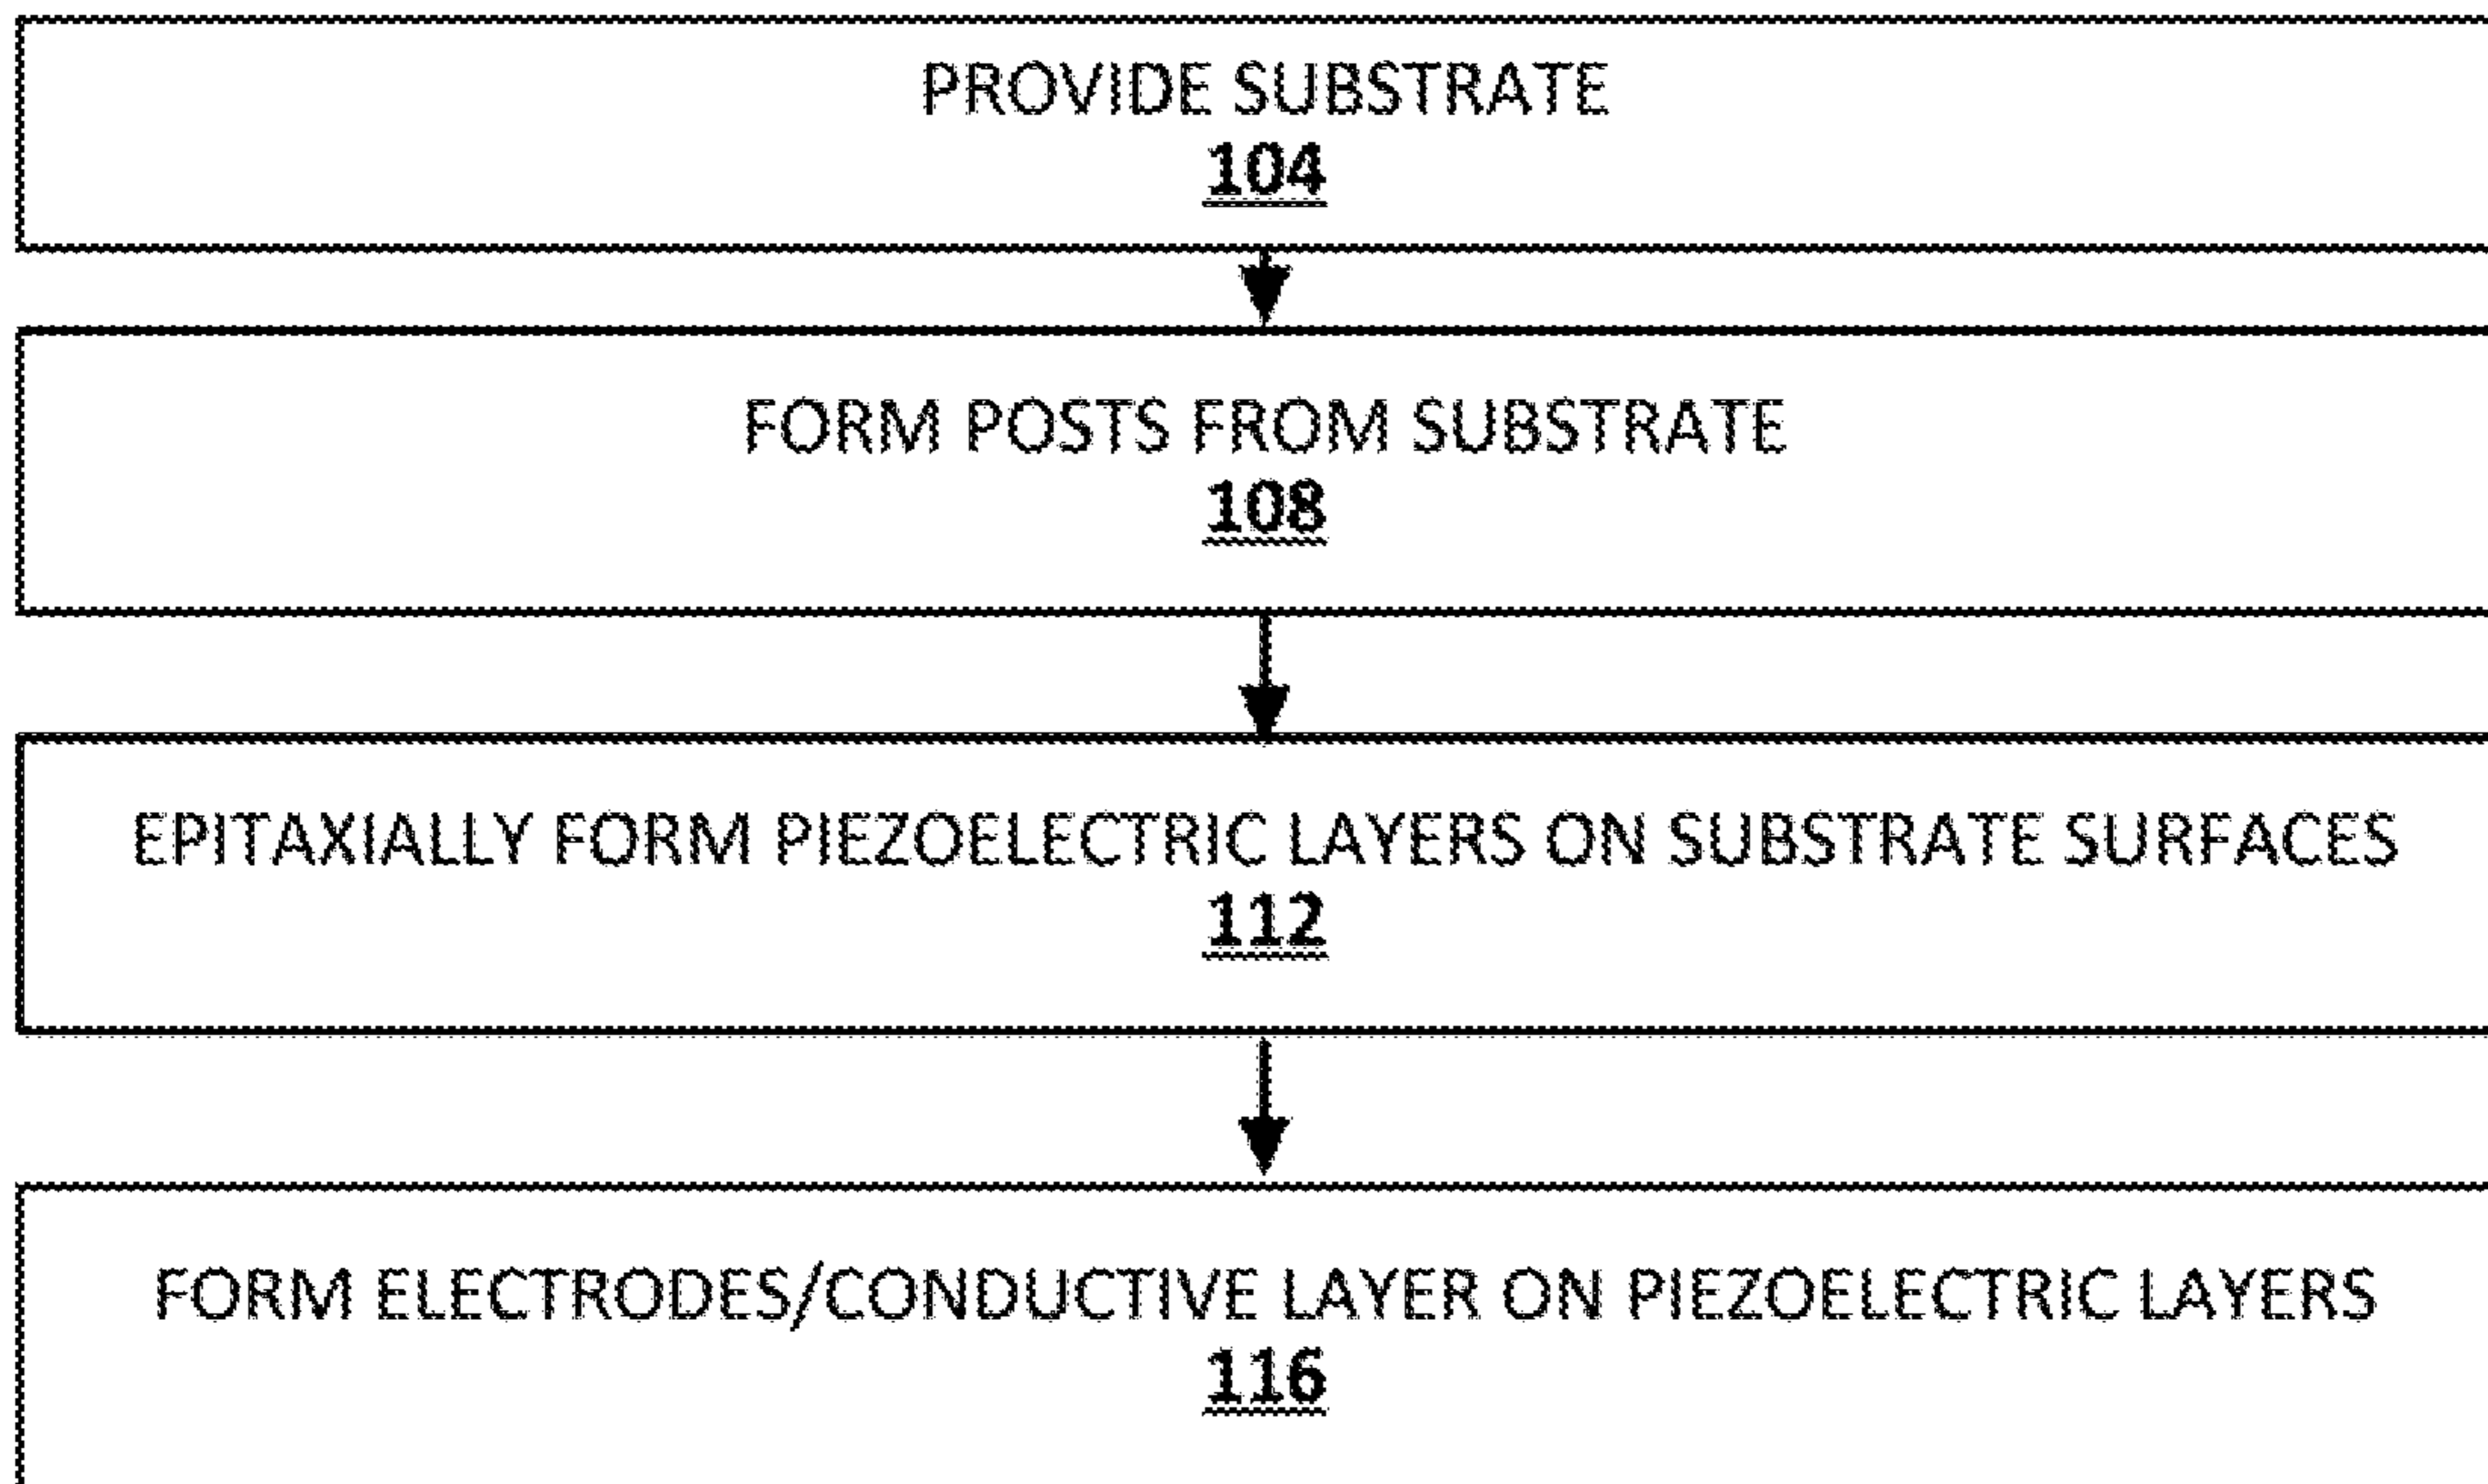 PROVIDE SUBSTRATE
104
FORM POSTS FROM SUBSTRATE
108
EPITAXIALLY FORM PIEZOELECTRIC LAYERS ON SUBSTRATE SURFACES
112
FORM ELECTRODES/CONDUCTIVE LAYER ON PIEZOELECTRIC LAYERS
116